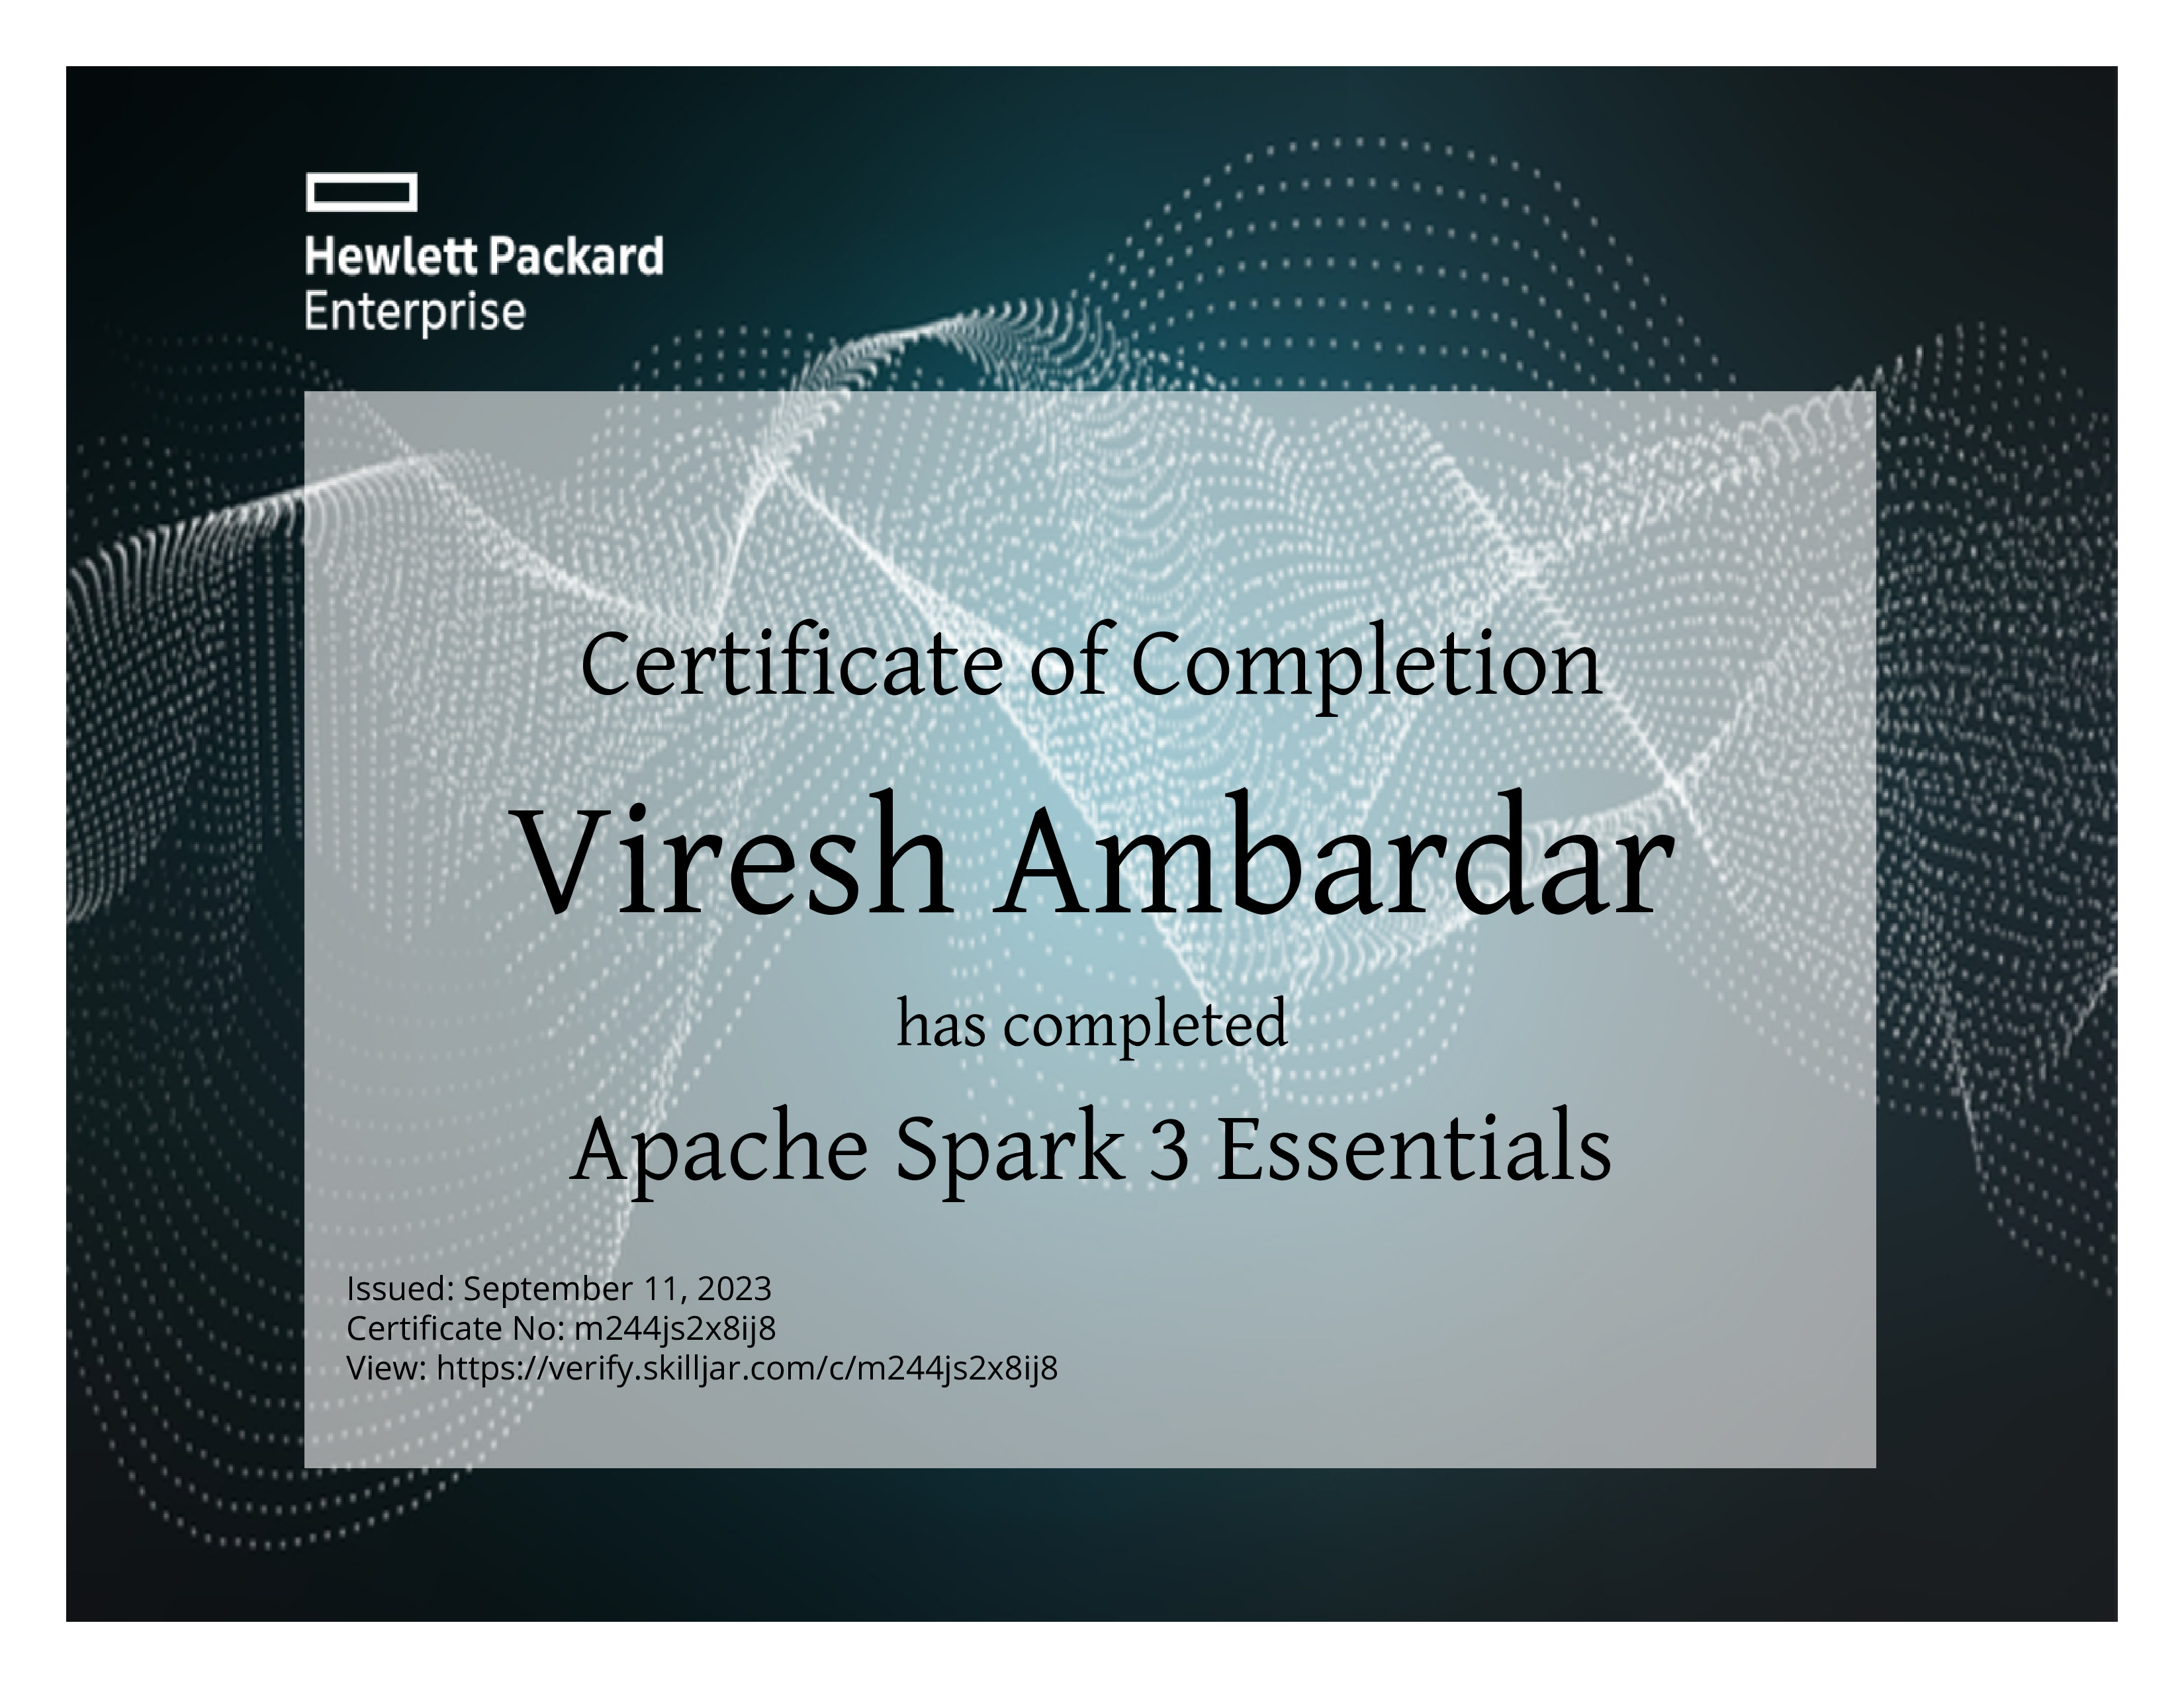 Hewlett Packard
Enterprise
Certificate of Completion
Viresh Ambardar
has completed
Apache Spark 3 Essentials
Issued: September 11, 2023
Certificate No: m244js2x8ij8
View: https://verify.skilljar.com/c/m244js2x8ij8